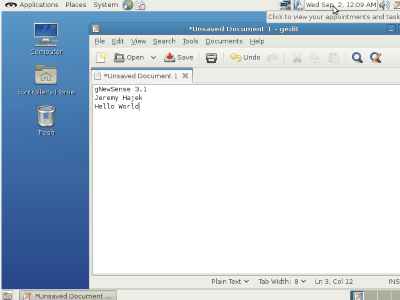 Applications Places System
Wed Sep 2, 12:09 AM
Click to view your appointments and task
*Unsaved Document 1 - gedit
File Edit View Search Tools Documents Help
Open Save Undo
*Unsaved Document 1
gNewSense 3.1
Jeremy Hajek
Hello World
Computer
controller's home
Trash
Plain Text Tab Width: 8 Ln 3, Col 12 INS
*Unsaved Document ...